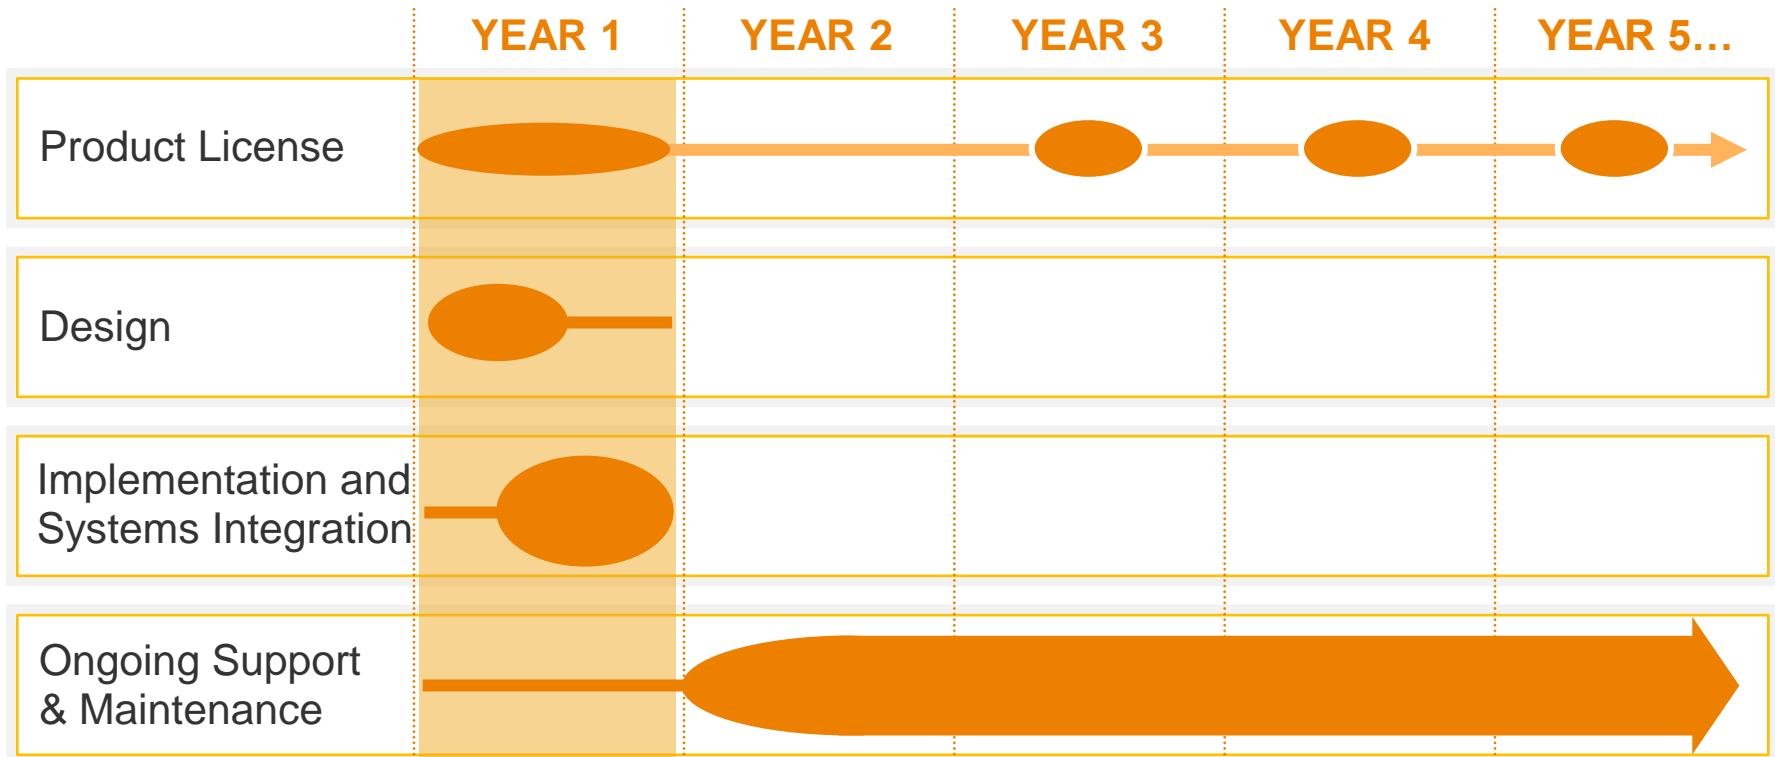 YEAR 1 YEAR 2 YEAR 3 YEAR 4 YEAR 5…
Product License
Design
Implementation and
Systems Integration
Ongoing Support
& Maintenance